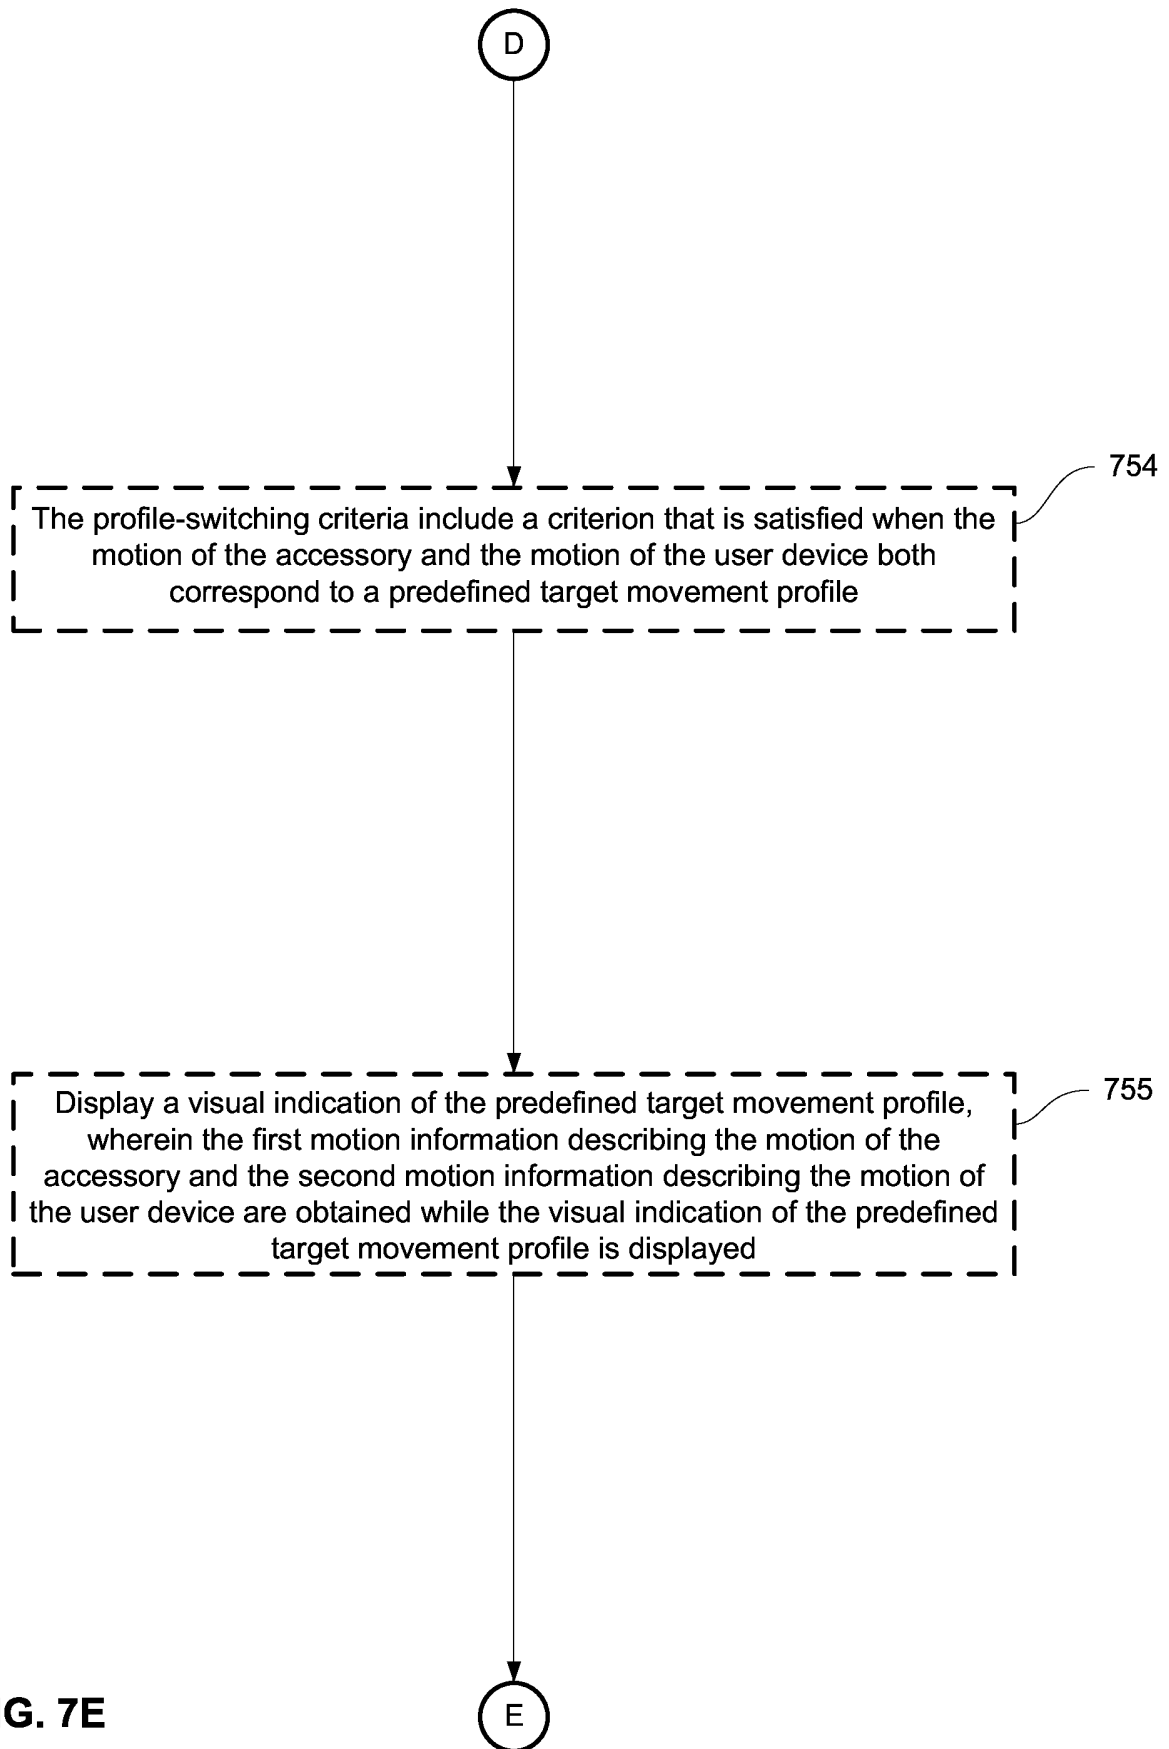 D
754
The profile-switching criteria include a criterion that is satisfied when the
motion of the accessory and the motion of the user device both
correspond to a predefined target movement profile
755
Display a visual indication of the predefined target movement profile,
wherein the first motion information describing the motion of the
accessory and the second motion information describing the motion of
the user device are obtained while the visual indication of the predefined
target movement profile is displayed
G. 7E
E